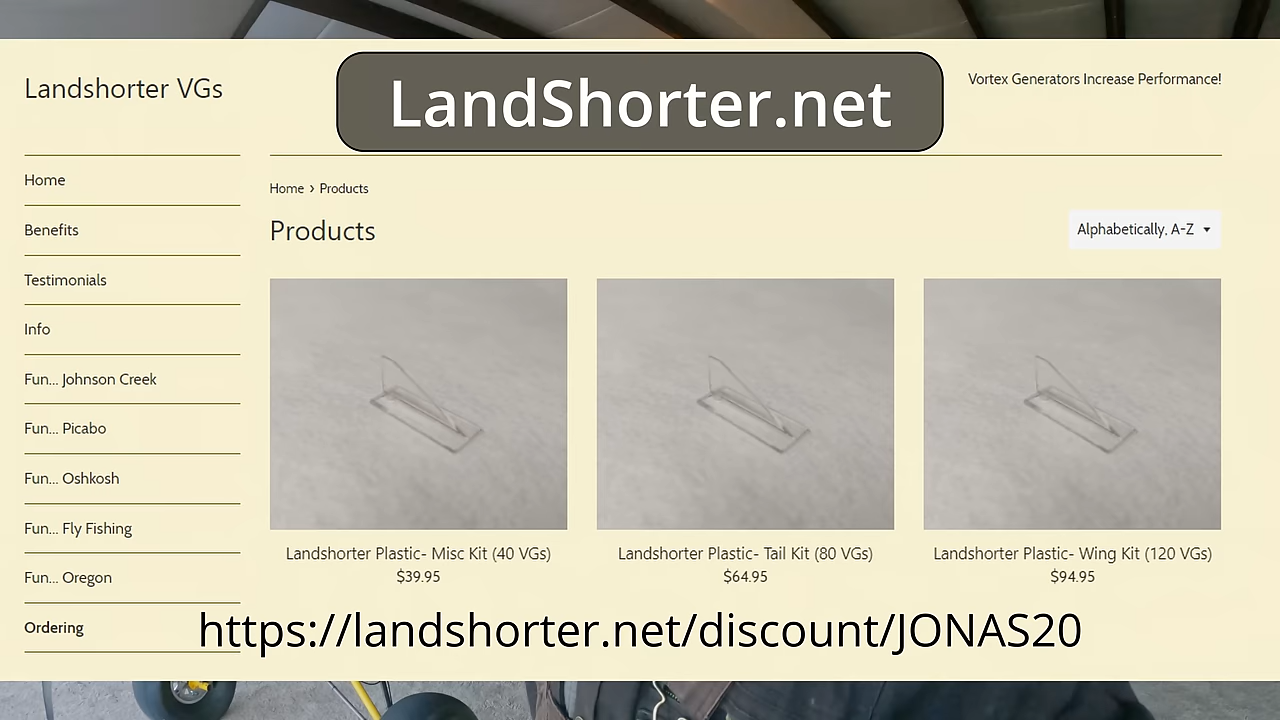 Landshorter VGs
LandShorter.net
Vortex Generators Increase Performance!
Home
Benefits
Testimonials
Info
Fun... Johnson Creek
Fun... Picabo
Fun... Oshkosh
Fun... Fly Fishing
Fun... Oregon
Ordering
Home › Products
Products
Alphabetically, A-Z
Landshorter Plastic- Misc Kit (40 VGs)
$39.95
Landshorter Plastic- Tail Kit (80 VGs)
$64.95
Landshorter Plastic- Wing Kit (120 VGs)
$94.95
https://landshorter.net/discount/JONAS20